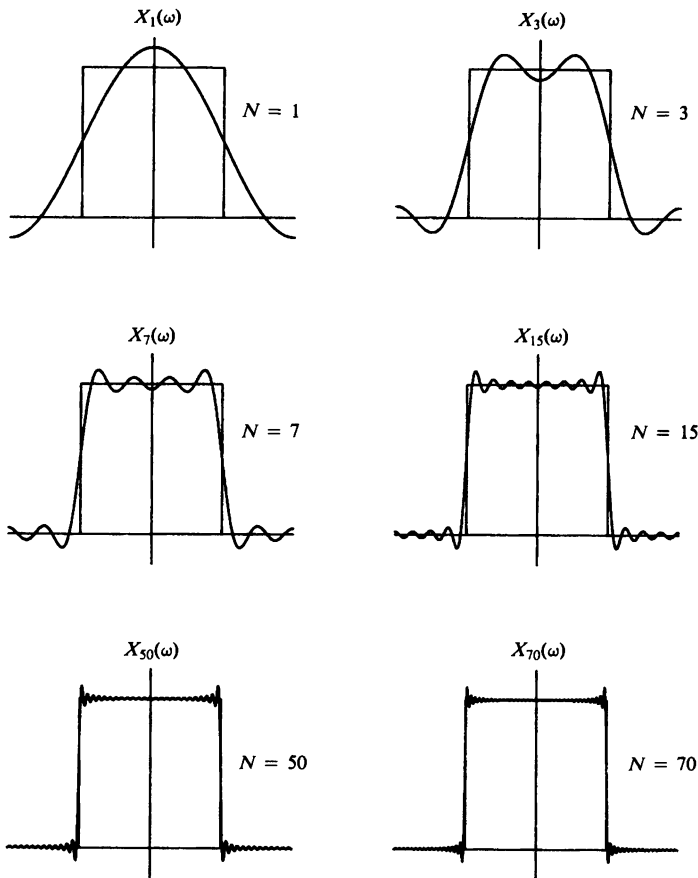 X₁(ω)
N = 1
X₃(ω)
N = 3
X₇(ω)
N = 7
X₁₅(ω)
N = 15
X₅₀(ω)
N = 50
X₇₀(ω)
N = 70